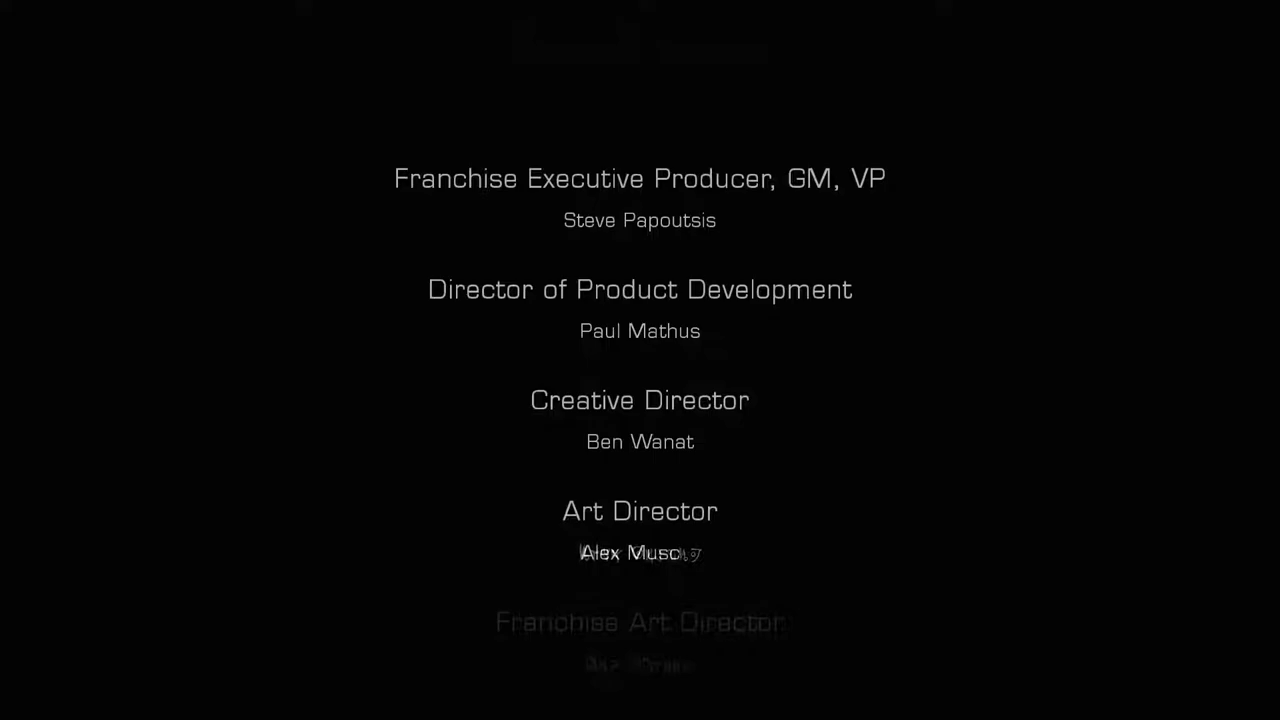 Franchise Executive Producer, GM, VP
Steve Papoutsis
Director of Product Development
Paul Mathus
Creative Director
Ben Wanat
Art Director
Alex
Franchise Art Director